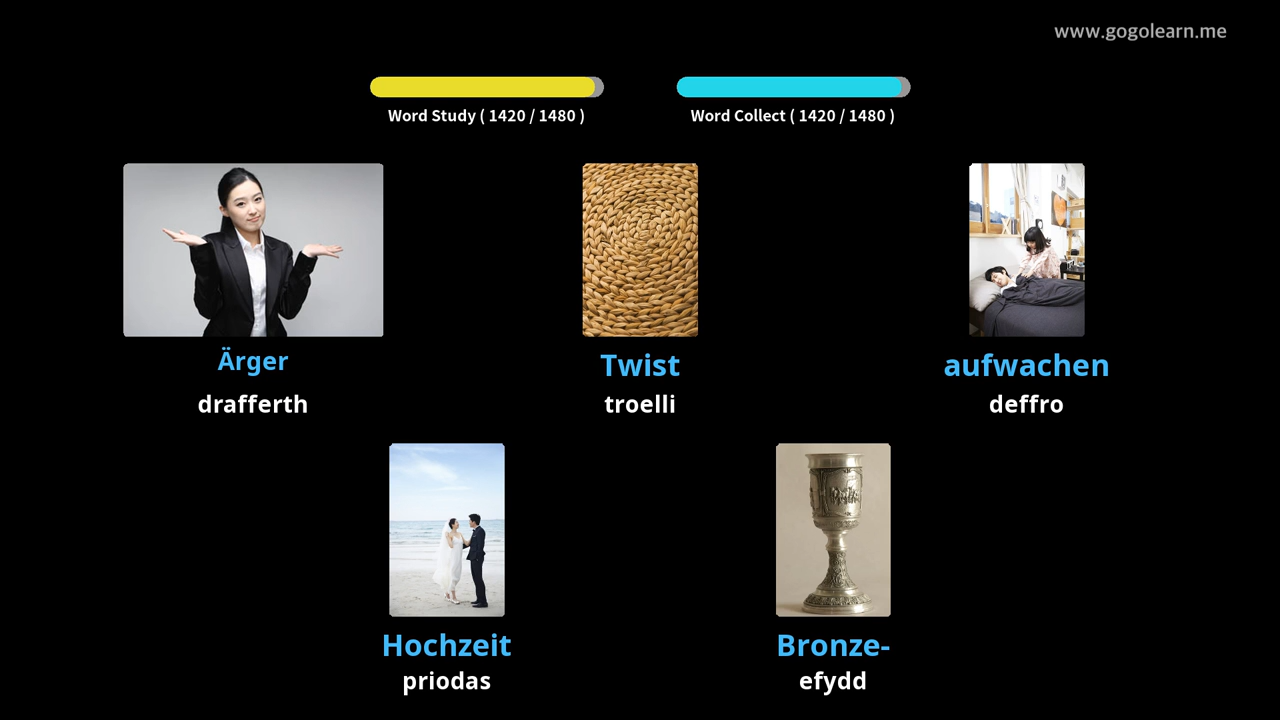 www.gogolearn.me
Word Study ( 1420 / 1480 )
Word Collect ( 1420 / 1480 )
Ärger
drafferth
Twist
troelli
aufwachen
deffro
Hochzeit
priodas
Bronze-
efydd